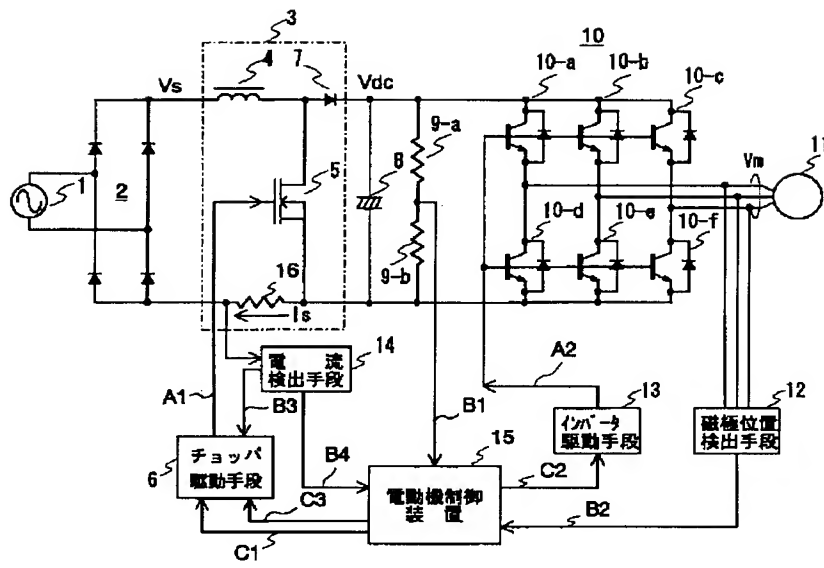 3
10
4
7
10-a
10-b
10-c
Vs
Vdc
9-a
11
Vm
1
2
5
8
10-d
10-e
10-f
9-b
16
Is
14
電流
検出手段
A1
B3
A2
B1
13
12
インバータ
駆動手段
磁極位置
検出手段
15
6
チョッパ
駆動手段
B4
C2
電動機制御
装置
C3
B2
C1